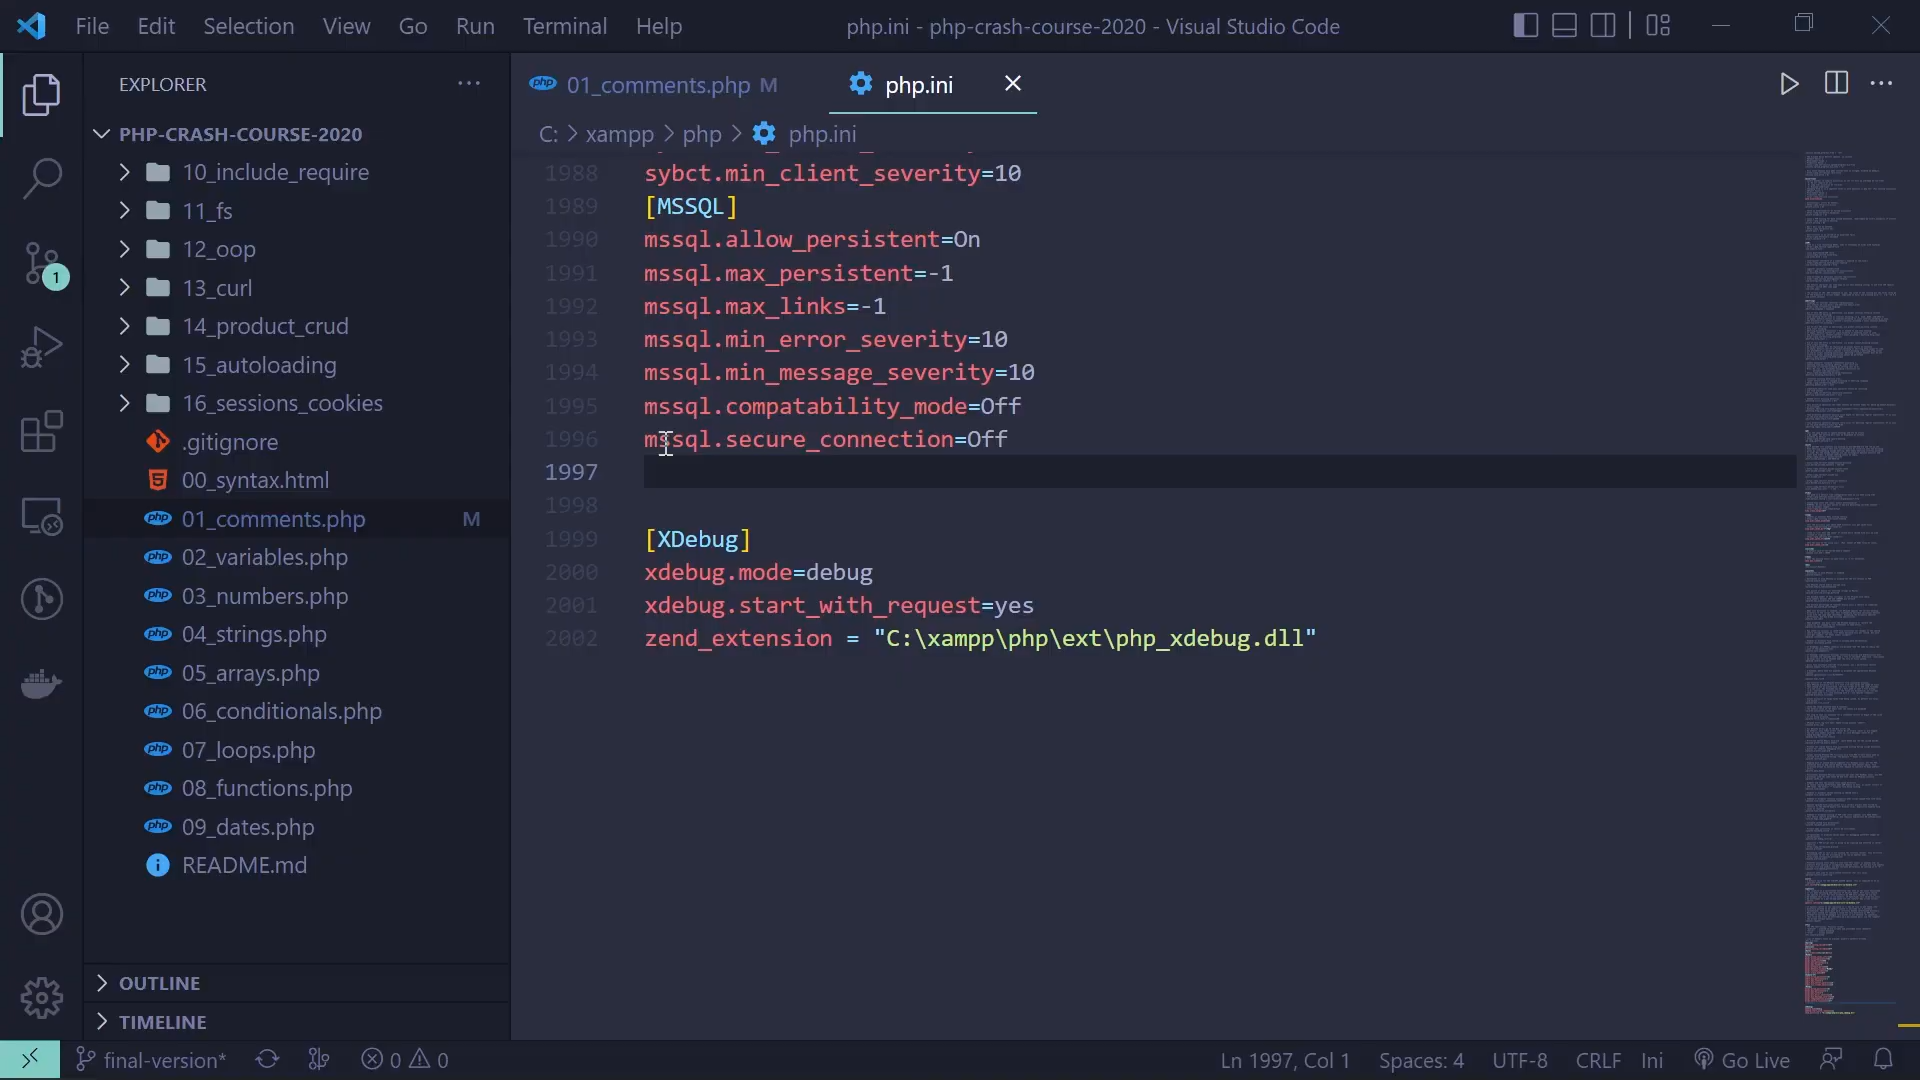 File Edit Selection View Go Run Terminal Help
php.ini - php-crash-course-2020 - Visual Studio Code
EXPLORER
PHP-CRASH-COURSE-2020
10_include_require
11_fs
12_oop
13_curl
14_product_crud
15_autoloading
16_sessions_cookies
.gitignore
00_syntax.html
01_comments.php M
02_variables.php
03_numbers.php
04_strings.php
05_arrays.php
06_conditionals.php
07_loops.php
08_functions.php
09_dates.php
README.md
OUTLINE
TIMELINE
1
01_comments.php M
php.ini
C: > xampp > php > php.ini
1988 sybct.min_client_severity=10
1989 [MSSQL]
1990 mssql.allow_persistent=On
1991 mssql.max_persistent=-1
1992 mssql.max_links=-1
1993 mssql.min_error_severity=10
1994 mssql.min_message_severity=10
1995 mssql.compatability_mode=Off
1996 mssql.secure_connection=Off
1997
1998
1999 [XDebug]
2000 xdebug.mode=debug
2001 xdebug.start_with_request=yes
2002 zend_extension = "C:\xampp\php\ext\php_xdebug.dll"
final-version* 0 0
Ln 1997, Col 1 Spaces: 4 UTF-8 CRLF Ini Go Live